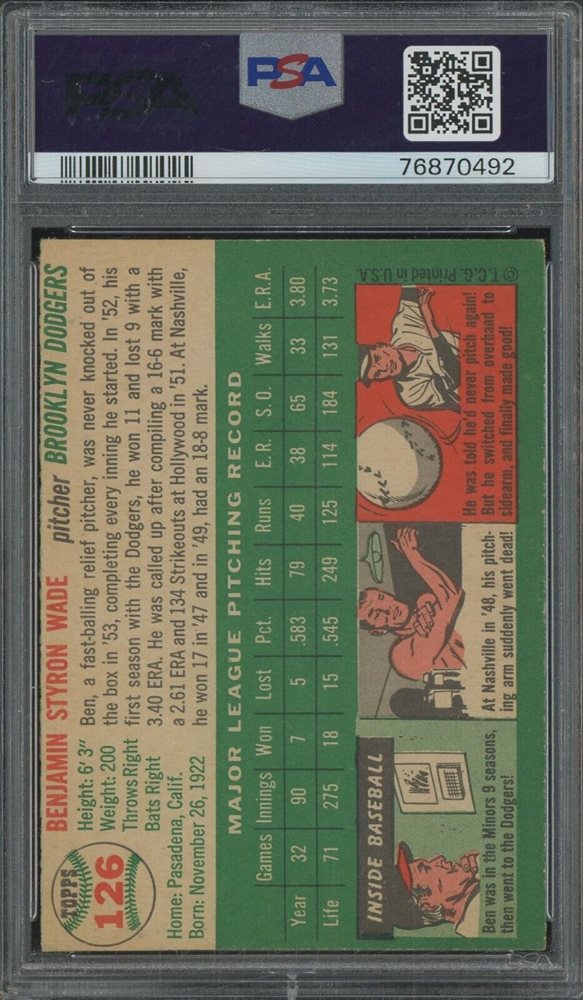 PSA
PSA
76870492
TOPPS
126
BENJAMIN STYRON WADE pitcher BROOKLYN DODGERS
Height: 6' 3"
Weight: 200
Throws Right
Bats Right
Home: Pasadena, Calif.
Born: November 26, 1922
Ben, a fast-balling relief pitcher, was never knocked out of
the box in '53, completing every inning he started. In '52, his
first season with the Dodgers, he won 11 and lost 9 with a
3.40 ERA. He was called up after compiling a 16-6 mark with
a 2.61 ERA and 134 Strikeouts at Hollywood in '51. At Nashville,
he won 17 in '47 and in '49, had an 18-8 mark.
MAJOR LEAGUE PITCHING RECORD
Games Innings Won Lost Pct. Hits Runs E.R. S.O. Walks E.R.A.
Year 32 90 7 5 .583 79 40 38 65 33 3.80
Life 71 275 18 15 .545 249 125 114 184 131 3.73
INSIDE BASEBALL
Ben was in the Minors 9 seasons,
then went to the Dodgers!
At Nashville in '48, his pitch-
ing arm suddenly went dead!
He was told he'd never pitch again!
But he switched from overhand to
sidearm, and finally made good!
© T.C.G. Printed in U.S.A.
PSA